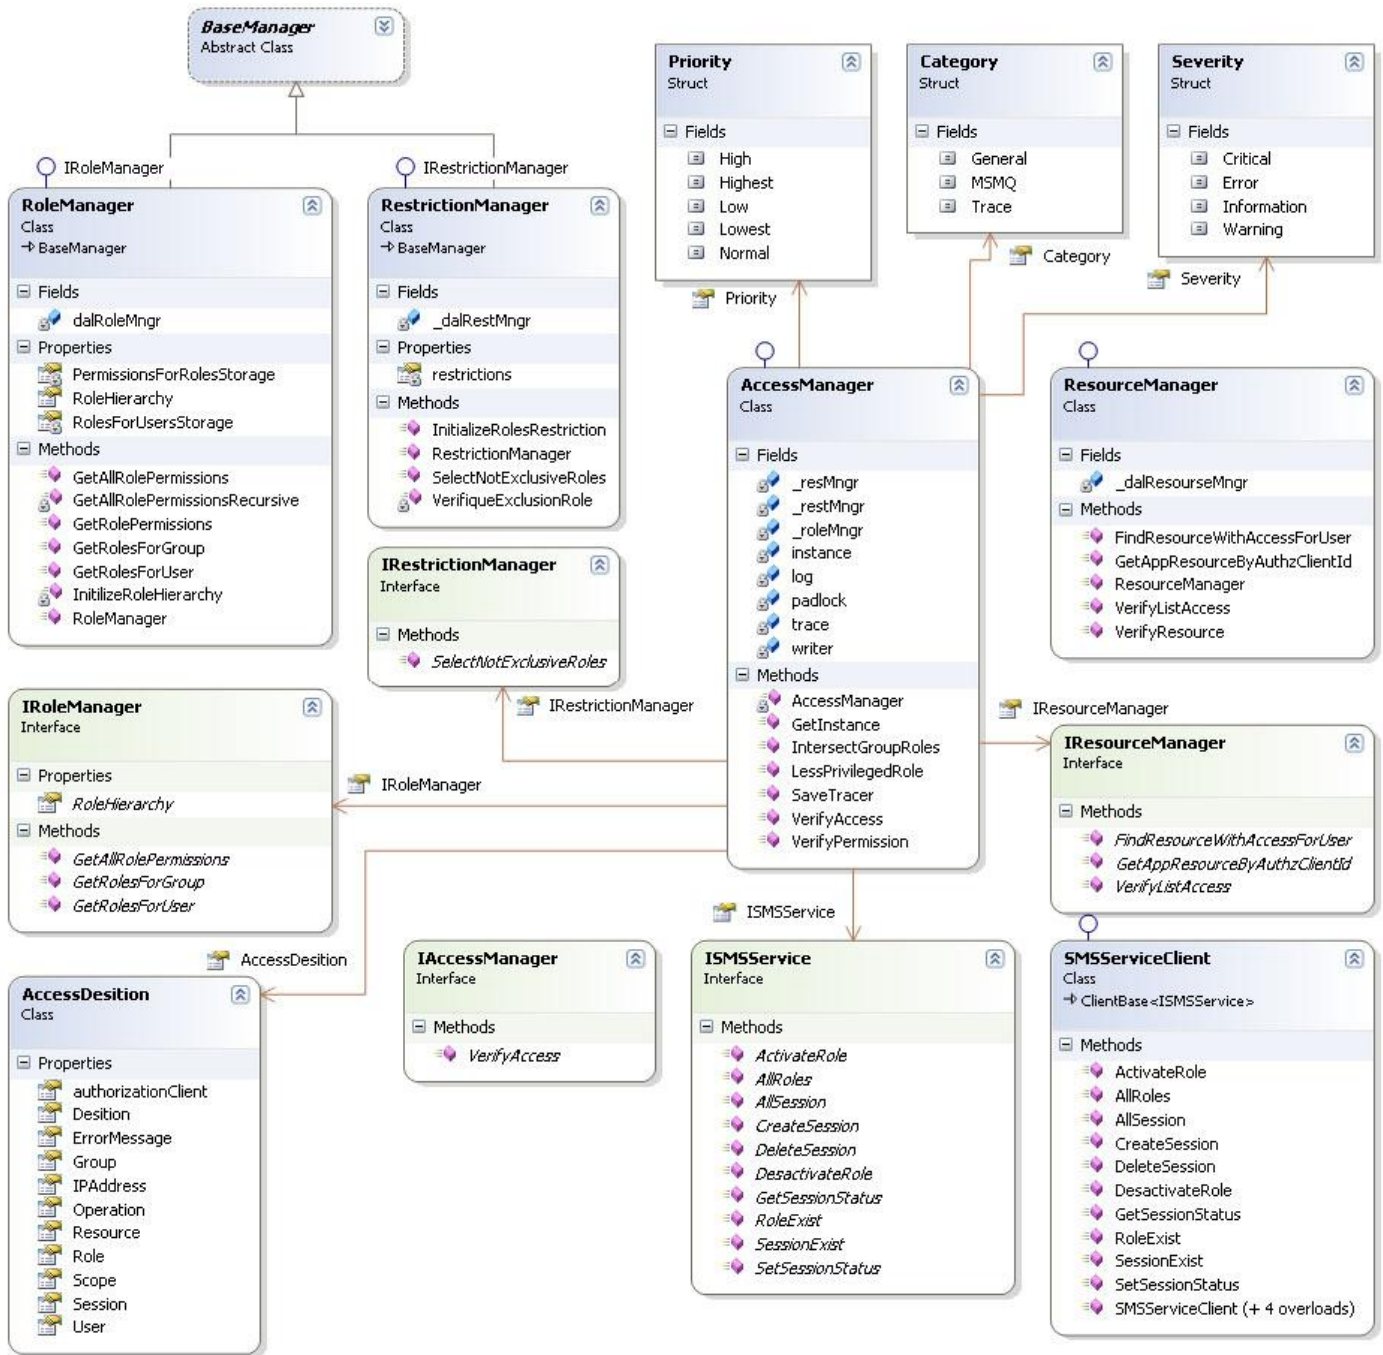 BaseManager
Abstract Class
IRoleManager
RoleManager
Class
BaseManager
Fields
dalRoleMngr
Properties
PermissionsForRolesStorage
RoleHierarchy
RolesForUsersStorage
Methods
GetAllRolePermissions
GetAllRolePermissionsRecursive
GetRolePermissions
GetRolesForGroup
GetRolesForUser
InitilizeRoleHierarchy
RoleManager
IRestrictionManager
RestrictionManager
Class
BaseManager
Fields
_dalRestMngr
Properties
restrictions
Methods
InitializeRolesRestriction
RestrictionManager
SelectNotExclusiveRoles
VerifiqueExclusionRole
Priority
Struct
Fields
High
Highest
Low
Lowest
Normal
Priority
Category
Struct
Fields
General
MSMQ
Trace
Category
Severity
Struct
Fields
Critical
Error
Information
Warning
Severity
AccessManager
Class
Fields
_resMngr
_restMngr
_roleMngr
instance
log
padlock
trace
writer
Methods
AccessManager
GetInstance
IntersectGroupRoles
LessPrivilegedRole
SaveTracer
VerifyAccess
VerifyPermission
ResourceManager
Class
Fields
_dalResourseMngr
Methods
FindResourceWithAccessForUser
GetAppResourceByAuthzClientId
ResourceManager
VerifyListAccess
VerifyResource
IRestrictionManager
Interface
Methods
SelectNotExclusiveRoles
IRestrictionManager
IRoleManager
Interface
Properties
RoleHierarchy
Methods
GetAllRolePermissions
GetRolesForGroup
GetRolesForUser
IRoleManager
IResourceManager
IResourceManager
Interface
Methods
FindResourceWithAccessForUser
GetAppResourceByAuthzClientId
VerifyListAccess
AccessDesition
AccessDesition
Class
Properties
authorizationClient
Desition
ErrorMessage
Group
IPAddress
Operation
Resource
Role
Scope
Session
User
IAccessManager
Interface
Methods
VerifyAccess
ISMSService
ISMSService
Interface
Methods
ActivateRole
AllRoles
AllSession
CreateSession
DeleteSession
DesactivateRole
GetSessionStatus
RoleExist
SessionExist
SetSessionStatus
SMSServiceClient
Class
ClientBase<ISMSService>
Methods
ActivateRole
AllRoles
AllSession
CreateSession
DeleteSession
DesactivateRole
GetSessionStatus
RoleExist
SessionExist
SetSessionStatus
SMSServiceClient (+ 4 overloads)